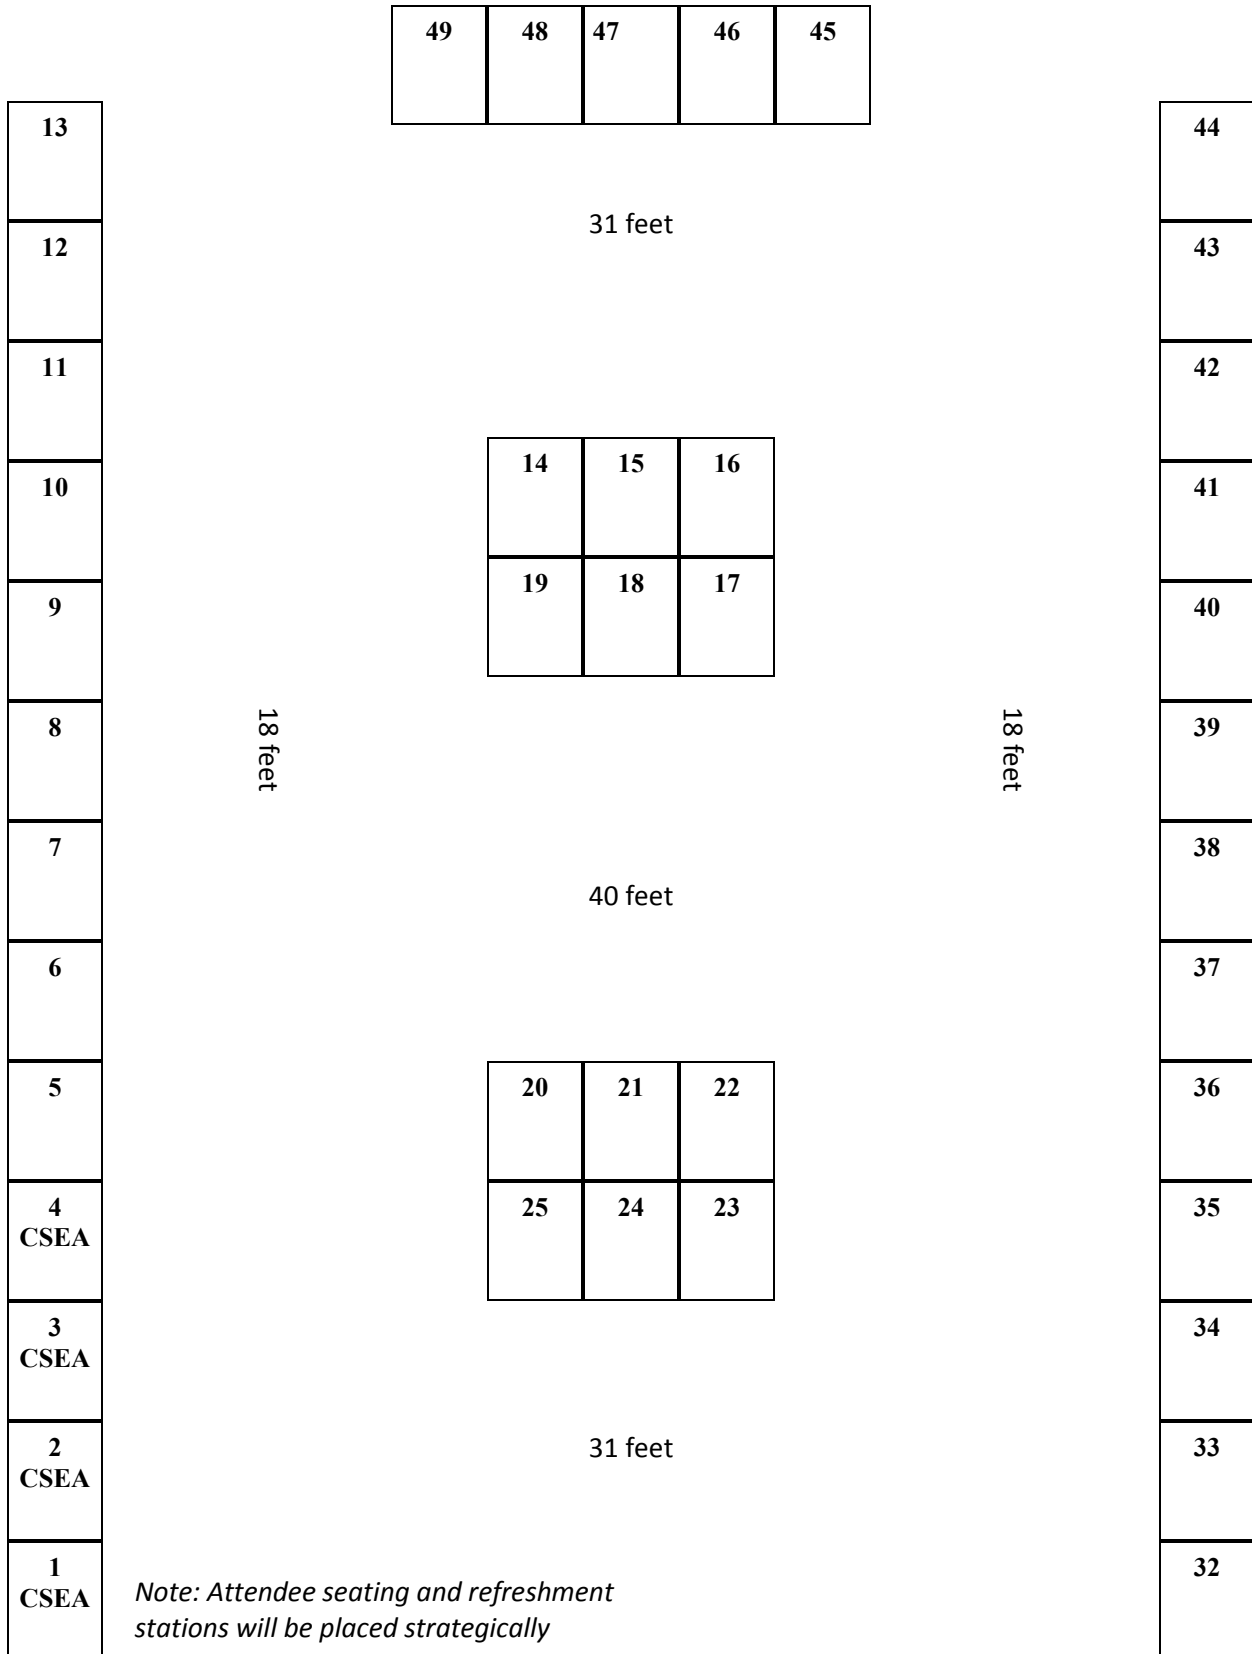 49 48 47 46 45
13 44
31 feet
12 43
11 42
14 15 16
10 41
19 18 17
9 40
18 feet 18 feet
8 39
7 38
40 feet
6 37
5 20 21 22 36
4 25 24 23 35
CSEA
3 34
CSEA
2 31 feet 33
CSEA
1 32
CSEA
Note: Attendee seating and refreshment
stations will be placed strategically